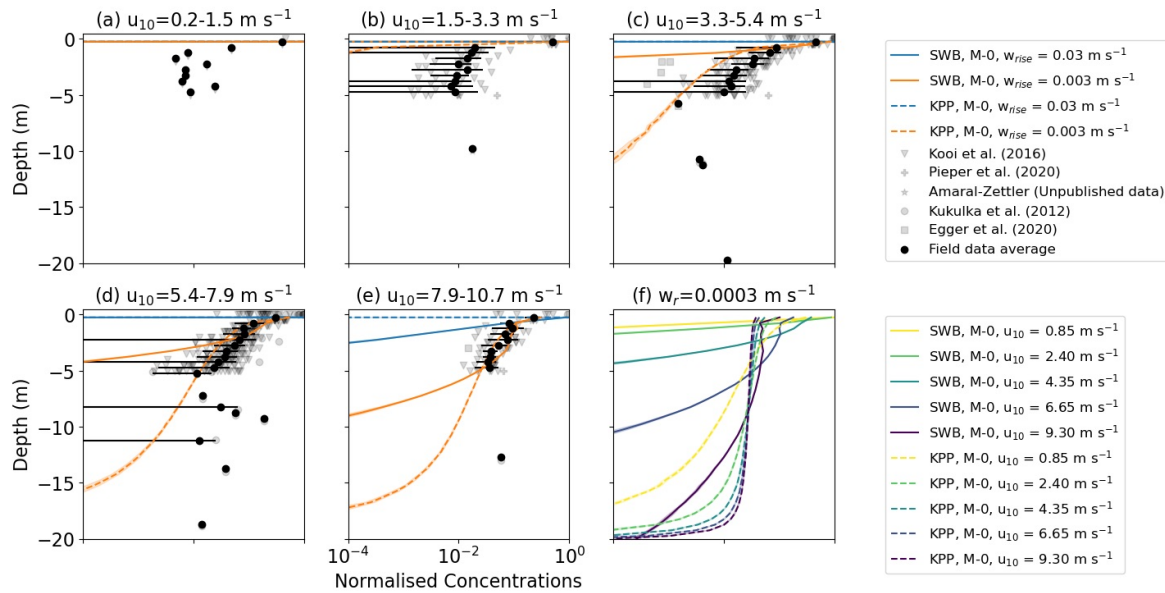 (a) u₁₀=0.2-1.5 m s⁻¹
(b) u₁₀=1.5-3.3 m s⁻¹
(c) u₁₀=3.3-5.4 m s⁻¹
Depth (m)
0
−5
−10
−15
−20
SWB, M-0, w_rise = 0.03 m s⁻¹
SWB, M-0, w_rise = 0.003 m s⁻¹
KPP, M-0, w_rise = 0.03 m s⁻¹
KPP, M-0, w_rise = 0.003 m s⁻¹
Kooi et al. (2016)
Pieper et al. (2020)
Amaral-Zettler (Unpublished data)
Kukulka et al. (2012)
Egger et al. (2020)
Field data average
(d) u₁₀=5.4-7.9 m s⁻¹
(e) u₁₀=7.9-10.7 m s⁻¹
(f) wᵣ=0.0003 m s⁻¹
Depth (m)
0
−5
−10
−15
−20
10⁻⁴
10⁻²
10⁰
Normalised Concentrations
SWB, M-0, u₁₀ = 0.85 m s⁻¹
SWB, M-0, u₁₀ = 2.40 m s⁻¹
SWB, M-0, u₁₀ = 4.35 m s⁻¹
SWB, M-0, u₁₀ = 6.65 m s⁻¹
SWB, M-0, u₁₀ = 9.30 m s⁻¹
KPP, M-0, u₁₀ = 0.85 m s⁻¹
KPP, M-0, u₁₀ = 2.40 m s⁻¹
KPP, M-0, u₁₀ = 4.35 m s⁻¹
KPP, M-0, u₁₀ = 6.65 m s⁻¹
KPP, M-0, u₁₀ = 9.30 m s⁻¹